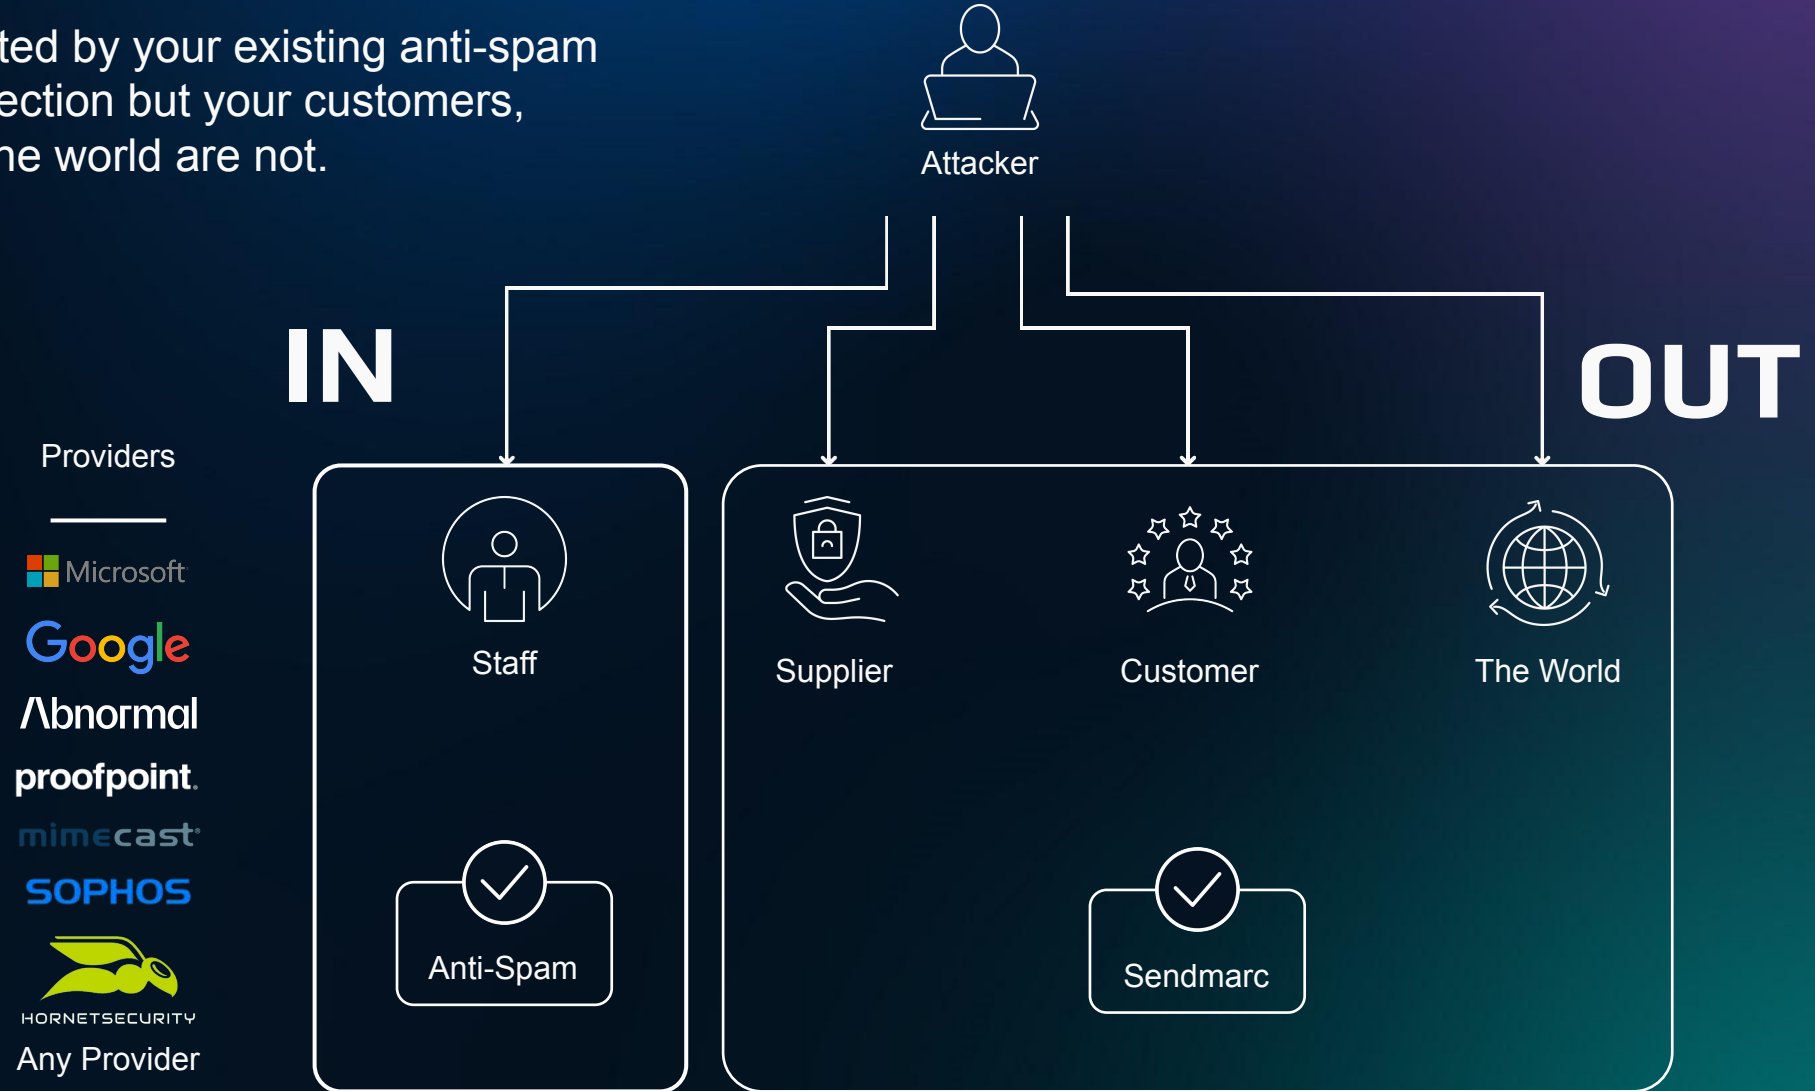 ted by your existing anti-spam
ection but your customers,
he world are not.
Attacker
IN
OUT
Providers
Microsoft
Google
Abnormal
proofpoint.
mimecast®
SOPHOS
HORNETSECURITY
Any Provider
Staff
Supplier
Customer
The World
Anti-Spam
Sendmarc